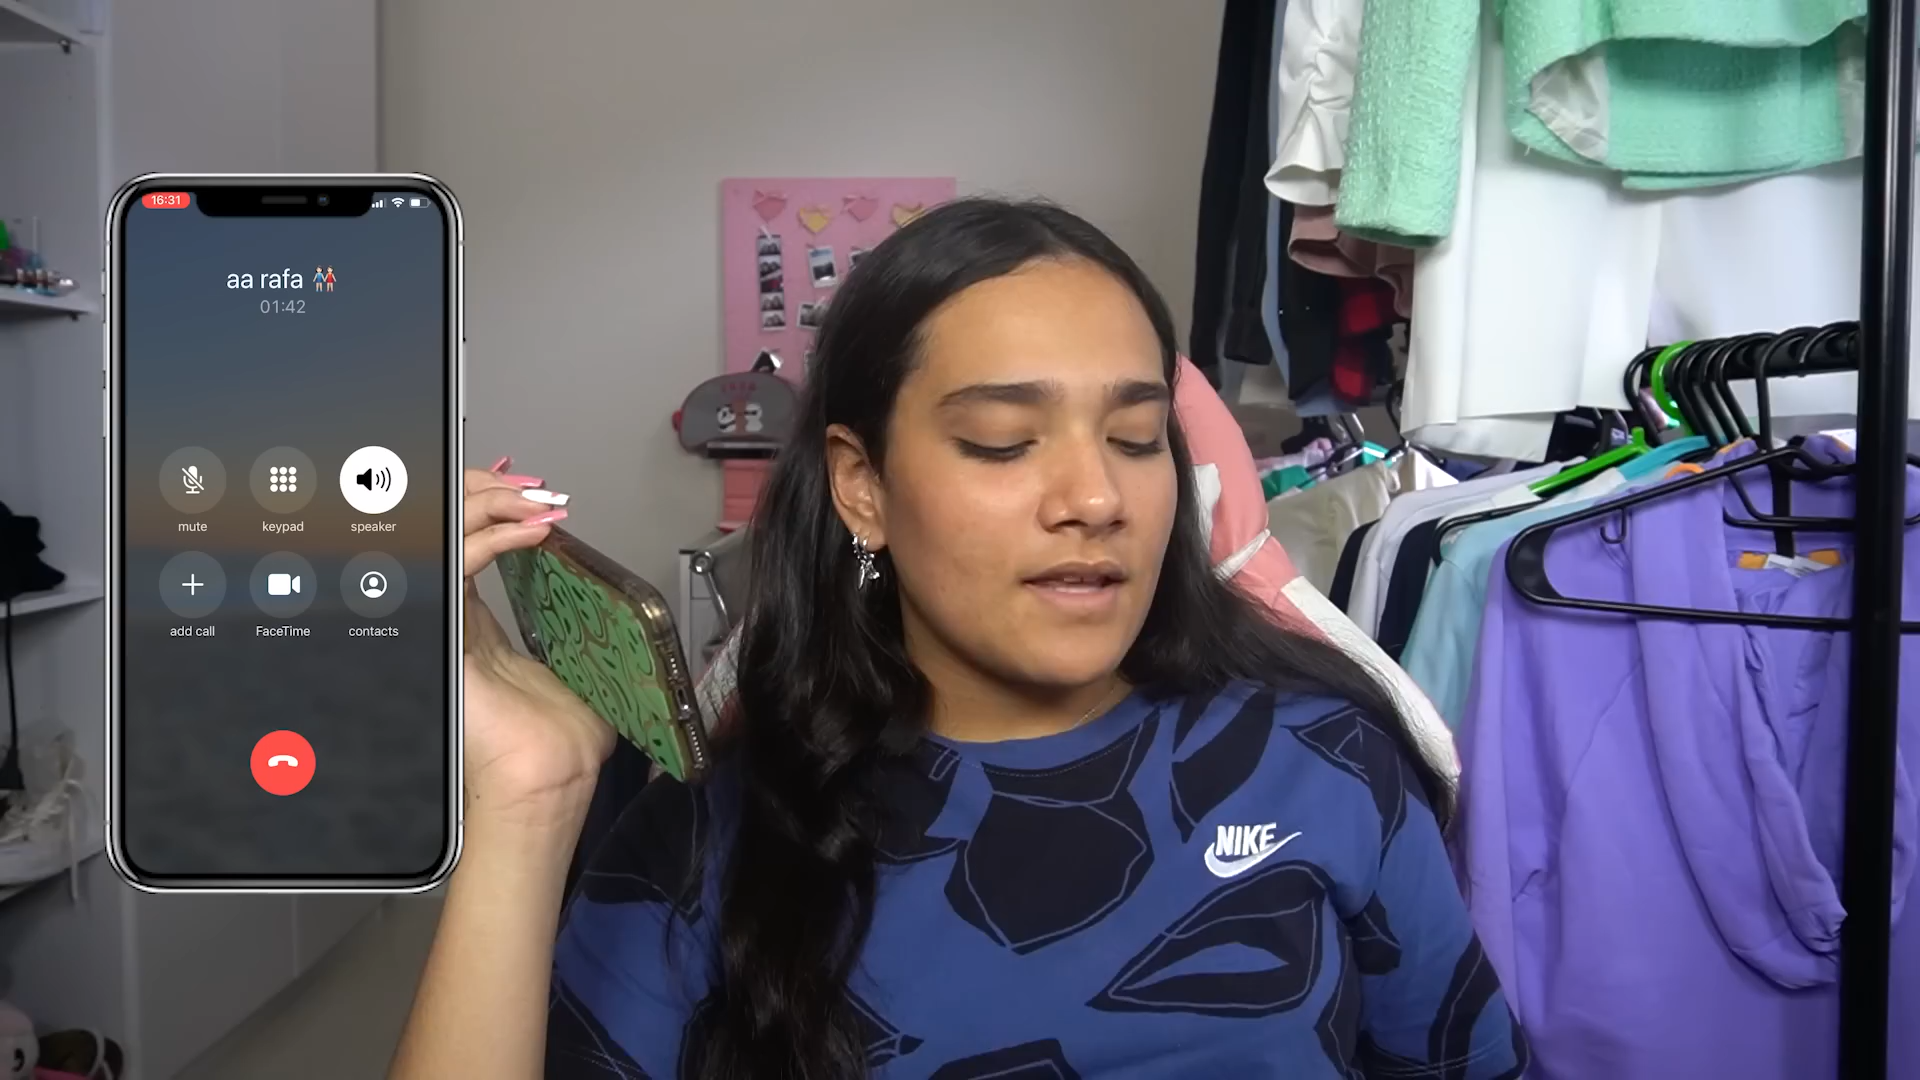 16:31
aa rafa 👫
01:42
mute keypad speaker
add call FaceTime contacts
NIKE